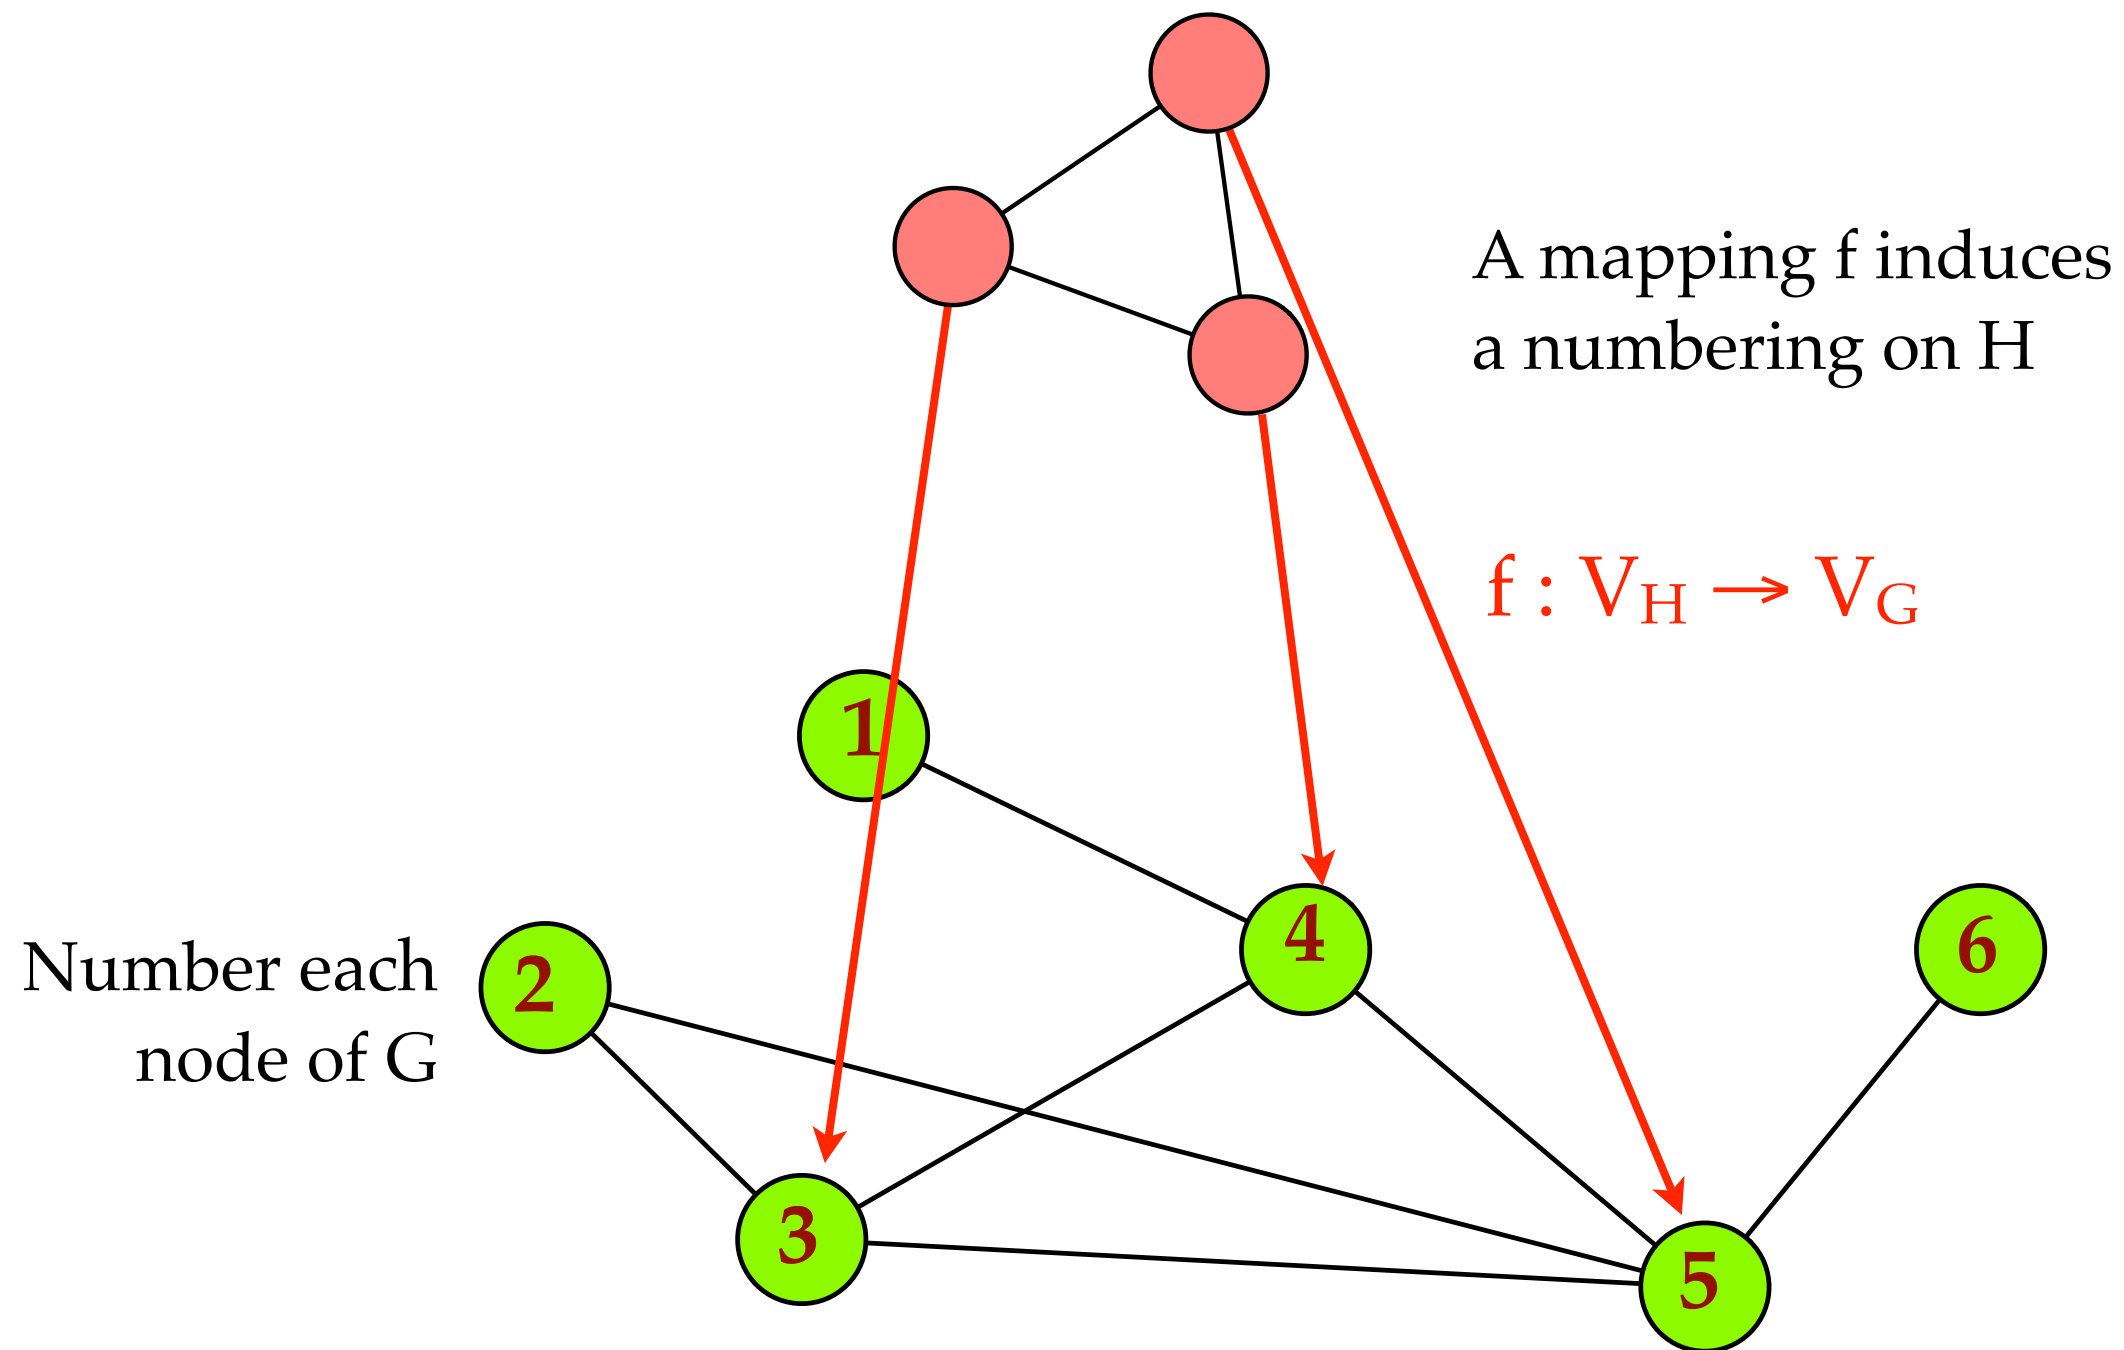 A mapping f induces
a numbering on H
f : V_H → V_G
1
4
6
2
Number each
node of G
3
5